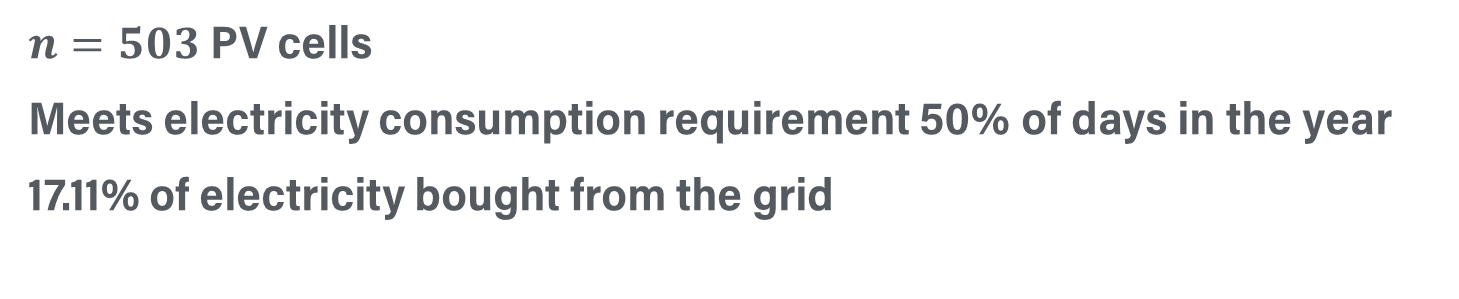 n = 503 PV cells
Meets electricity consumption requirement 50% of days in the year
17.11% of electricity bought from the grid